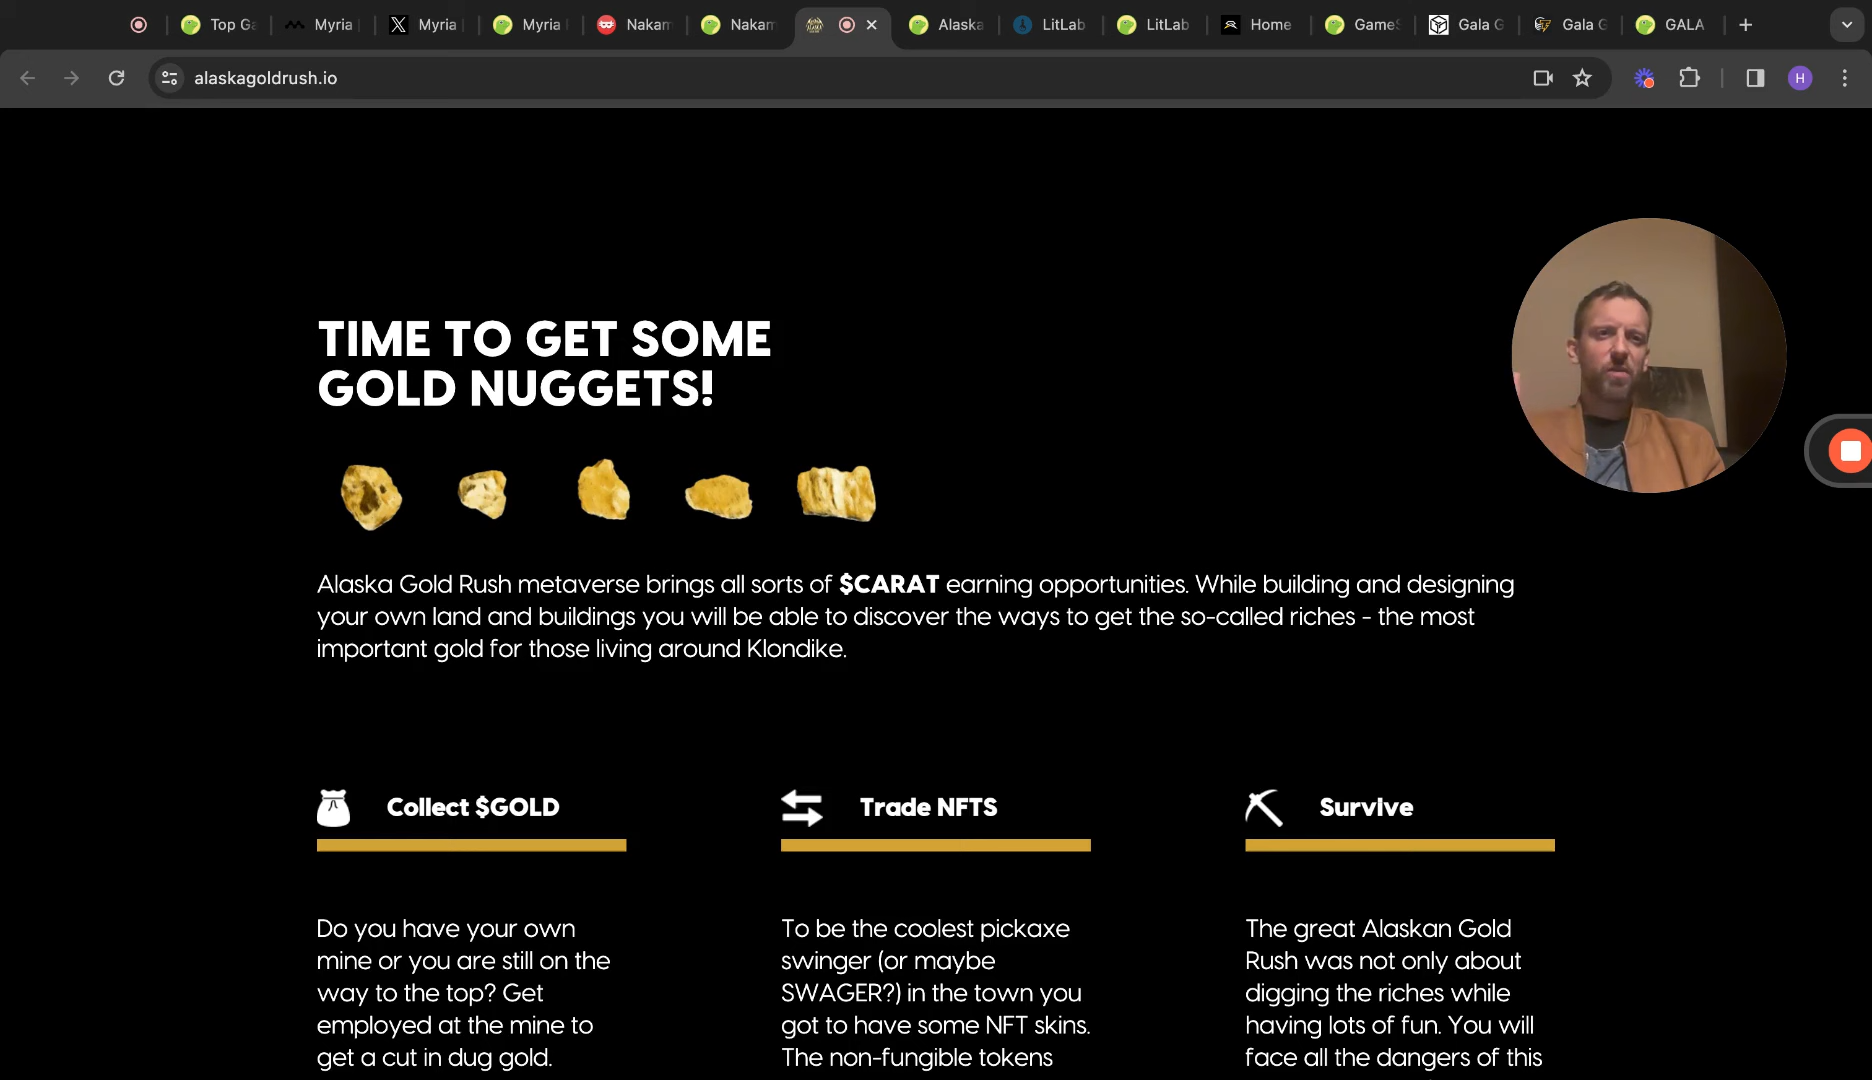 Top Ga
Myria
Myria
Myria
Nakam
Nakam
Alaska
LitLab
LitLab
Home
GameS
Gala G
Gala G
GALA
alaskagoldrush.io
H
TIME TO GET SOME
GOLD NUGGETS!
Alaska Gold Rush metaverse brings all sorts of $CARAT earning opportunities. While building and designing
your own land and buildings you will be able to discover the ways to get the so-called riches - the most
important gold for those living around Klondike.
Collect $GOLD
Do you have your own
mine or you are still on the
way to the top? Get
employed at the mine to
get a cut in dug gold.
Trade NFTS
To be the coolest pickaxe
swinger (or maybe
SWAGER?) in the town you
got to have some NFT skins.
The non-fungible tokens
Survive
The great Alaskan Gold
Rush was not only about
digging the riches while
having lots of fun. You will
face all the dangers of this